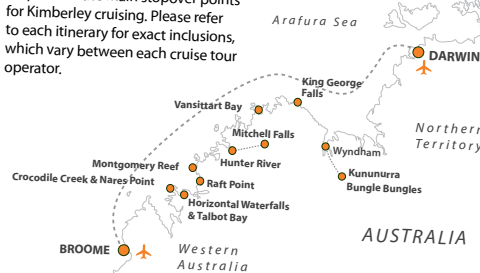 for Kimberley cruising. Please refer
to each itinerary for exact inclusions,
which vary between each cruise tour
operator.
Arafura Sea
DARWIN
King George
Falls
Vansittart Bay
Mitchell Falls
Northern
Territory
Wyndham
Hunter River
Montgomery Reef
Kununurra
Crocodile Creek & Nares Point
Raft Point
Bungle Bungles
Horizontal Waterfalls
& Talbot Bay
AUSTRALIA
BROOME
Western
Australia